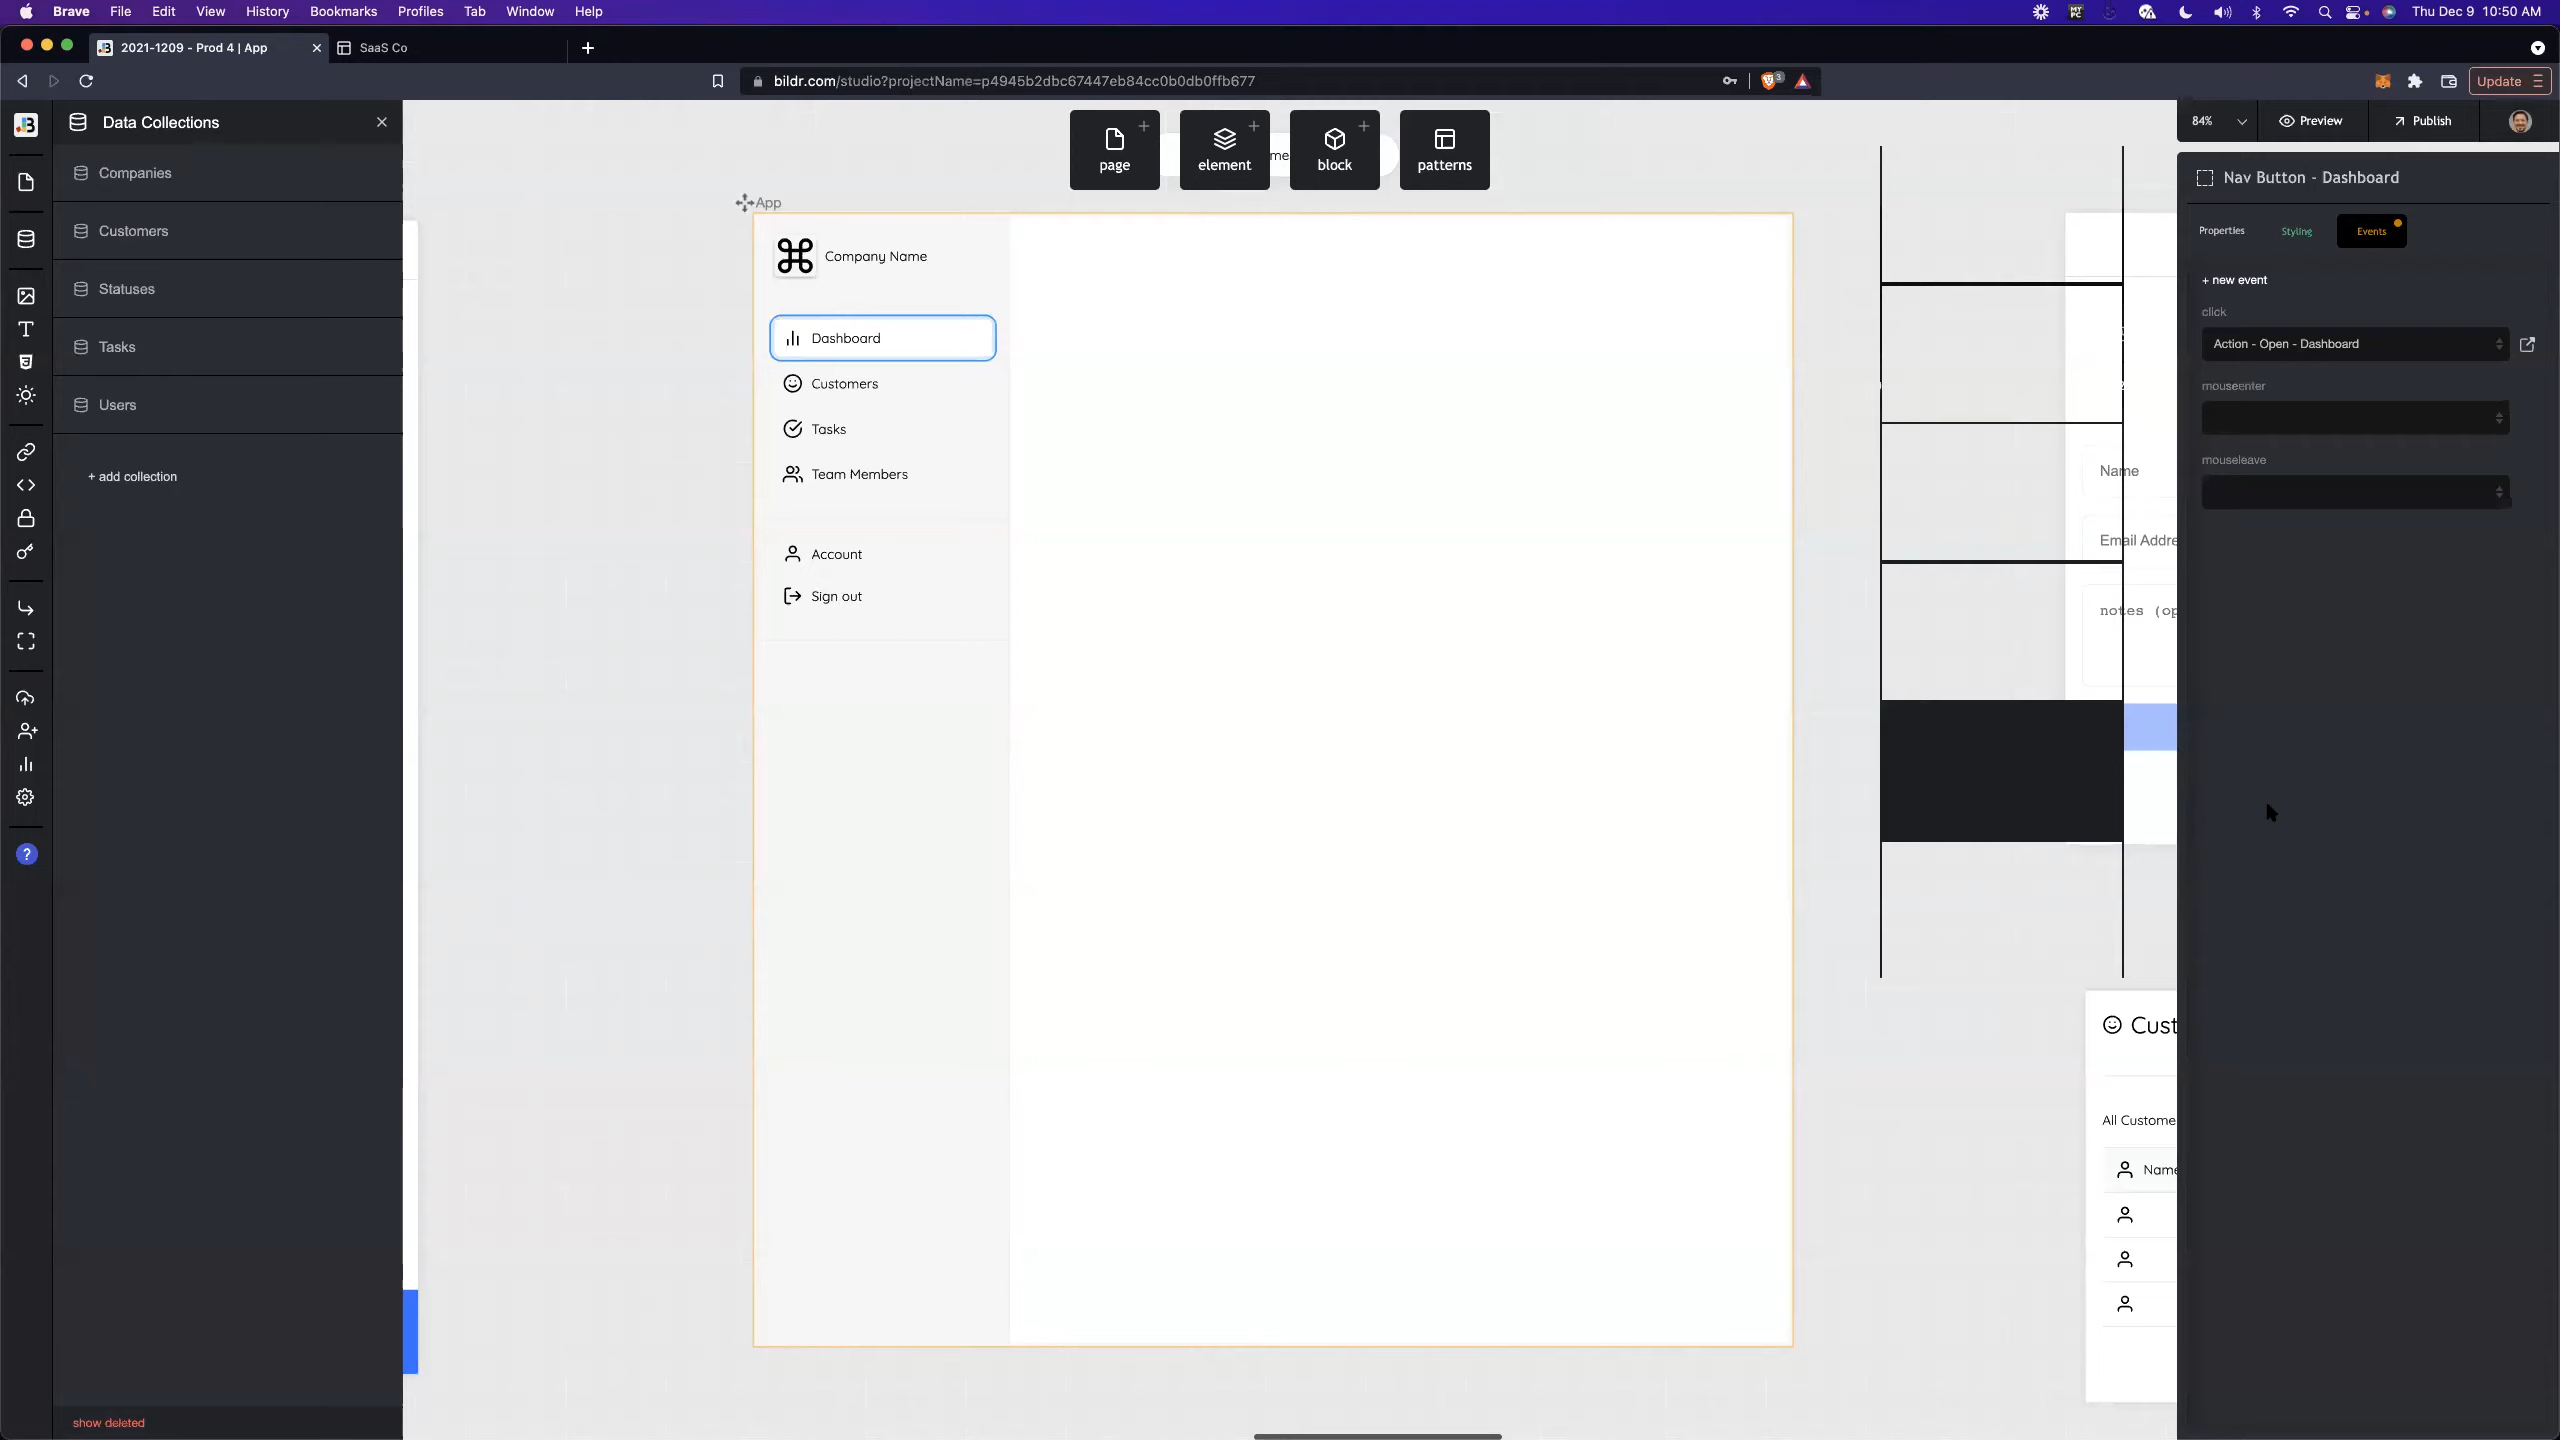 Brave File Edit View History Bookmarks Profiles Tab Window Help
Thu Dec 9 10:50 AM
2021-1209 - Prod 4 | App
SaaS Co
bildr.com/studio?projectName=p4945b2dbc67447eb84cc0b0db0ffb677
Update
Data Collections
Companies
Customers
Statuses
Tasks
Users
+ add collection
show deleted
page
element
block
patterns
App
Company Name
Dashboard
Customers
Tasks
Team Members
Account
Sign out
Name
Email Addre
notes (op
Cust
All Custome
Name
84%
Preview
Publish
Nav Button - Dashboard
Properties
Styling
Events
+ new event
click
Action - Open - Dashboard
mouseenter
mouseleave